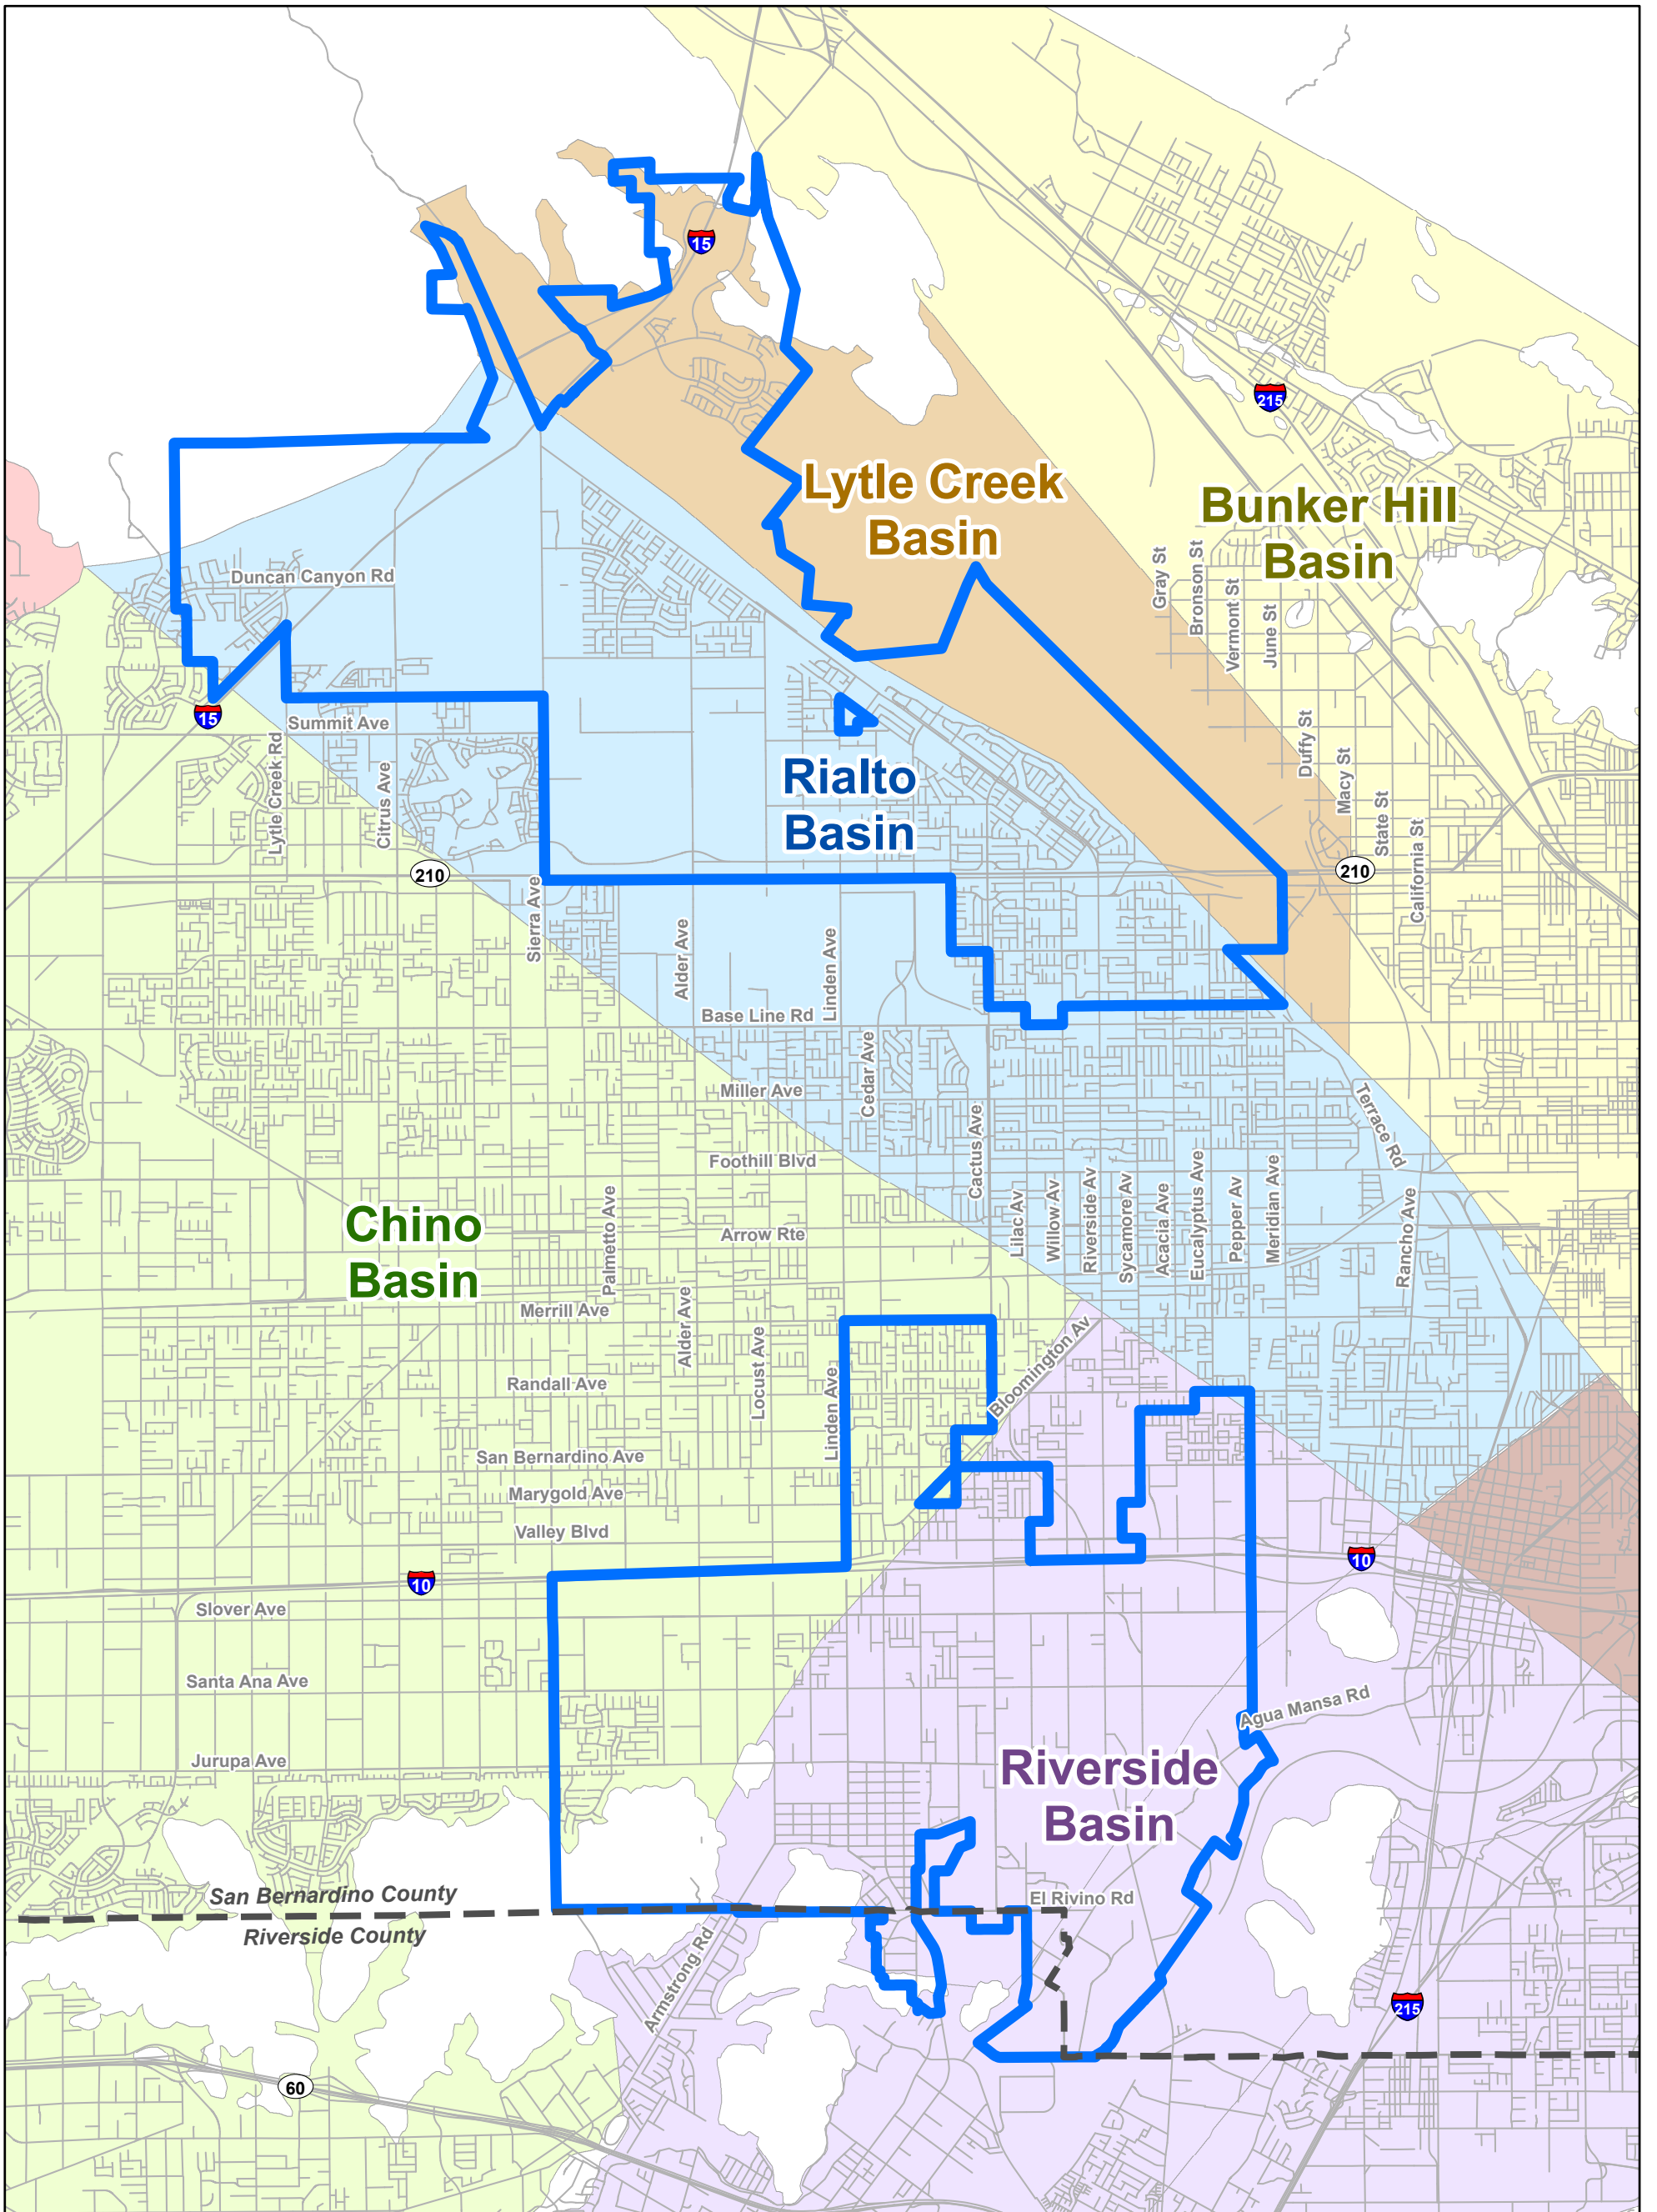 15
215
Lytle Creek
Basin
Bunker Hill
Basin
Gray St
Bronson St
Vermont St
June St
Duncan Canyon Rd
15
Summit Ave
Lytle Creek Rd
Citrus Ave
Rialto
Basin
Duffy St
Macy St
State St
California St
210
210
Sierra Ave
Alder Ave
Linden Ave
Base Line Rd
Cedar Ave
Miller Ave
Terrace Rd
Cactus Ave
Foothill Blvd
Chino
Basin
Palmetto Ave
Arrow Rte
Lilac Av
Willow Av
Riverside Av
Sycamore Av
Acacia Ave
Eucalyptus Ave
Pepper Av
Meridian Ave
Rancho Ave
Merrill Ave
Alder Ave
Locust Ave
Linden Ave
Bloomington Av
Randall Ave
San Bernardino Ave
Marygold Ave
Valley Blvd
10
10
Slover Ave
Santa Ana Ave
Agua Mansa Rd
Jurupa Ave
Riverside
Basin
San Bernardino County
Riverside County
El Rivino Rd
Armstrong Rd
215
60